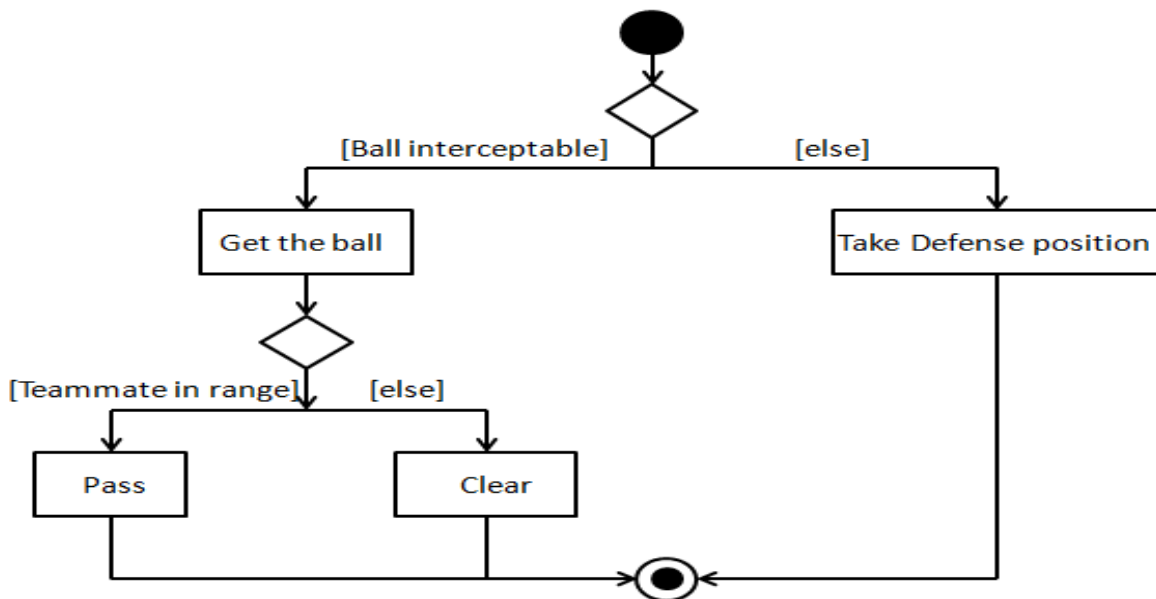 [Ball interceptable]
[else]
Get the ball
Take Defense position
[Teammate in range]
[else]
Pass
Clear